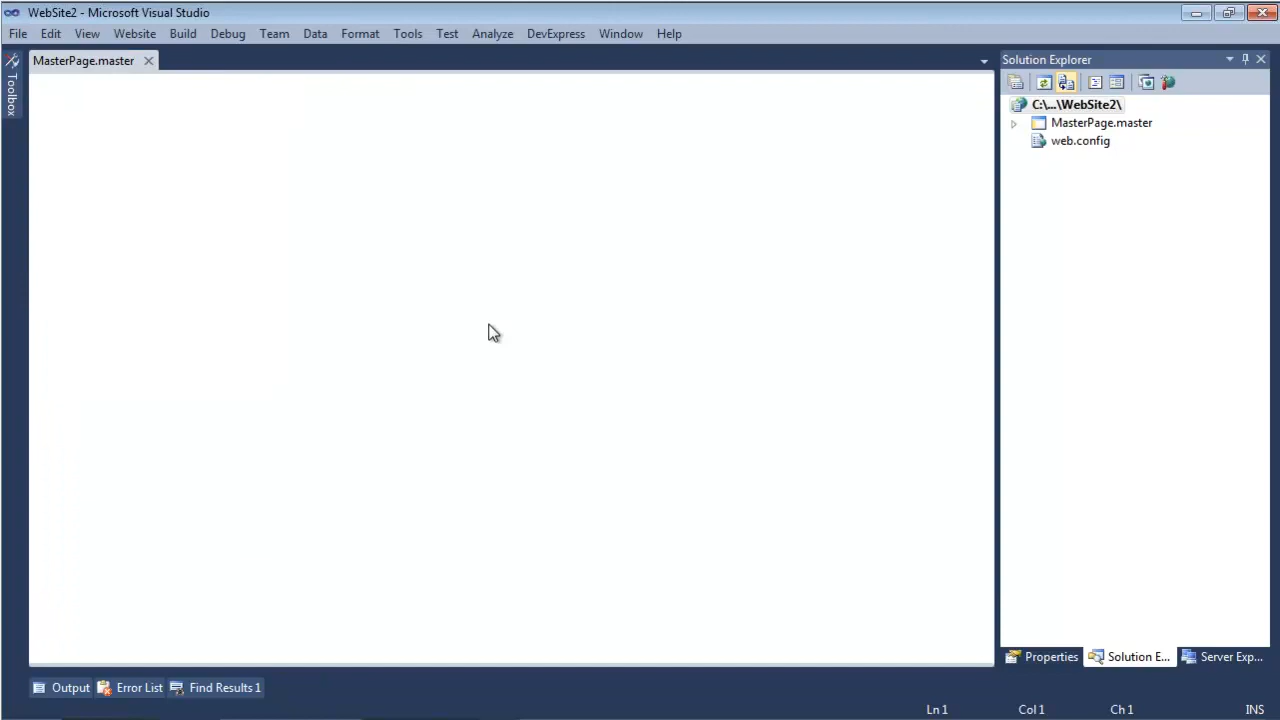 WebSite2 - Microsoft Visual Studio
File Edit View Website Build Debug Team Data Format Tools Test Analyze DevExpress Window Help
Toolbox
MasterPage.master
Solution Explorer
C:\...\WebSite2\
MasterPage.master
web.config
Properties Solution E... Server Exp...
Output Error List Find Results 1
Ln 1 Col 1 Ch 1 INS